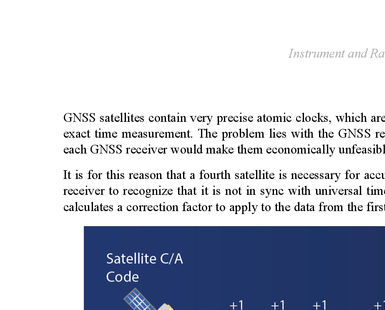 Instrument and Ra
GNSS satellites contain very precise atomic clocks, which are
exact time measurement. The problem lies with the GNSS re
each GNSS receiver would make them economically unfeasibl
It is for this reason that a fourth satellite is necessary for accu
receiver to recognize that it is not in sync with universal time
calculates a correction factor to apply to the data from the first
Satellite C/A
Code
+1 +1 +1 +1